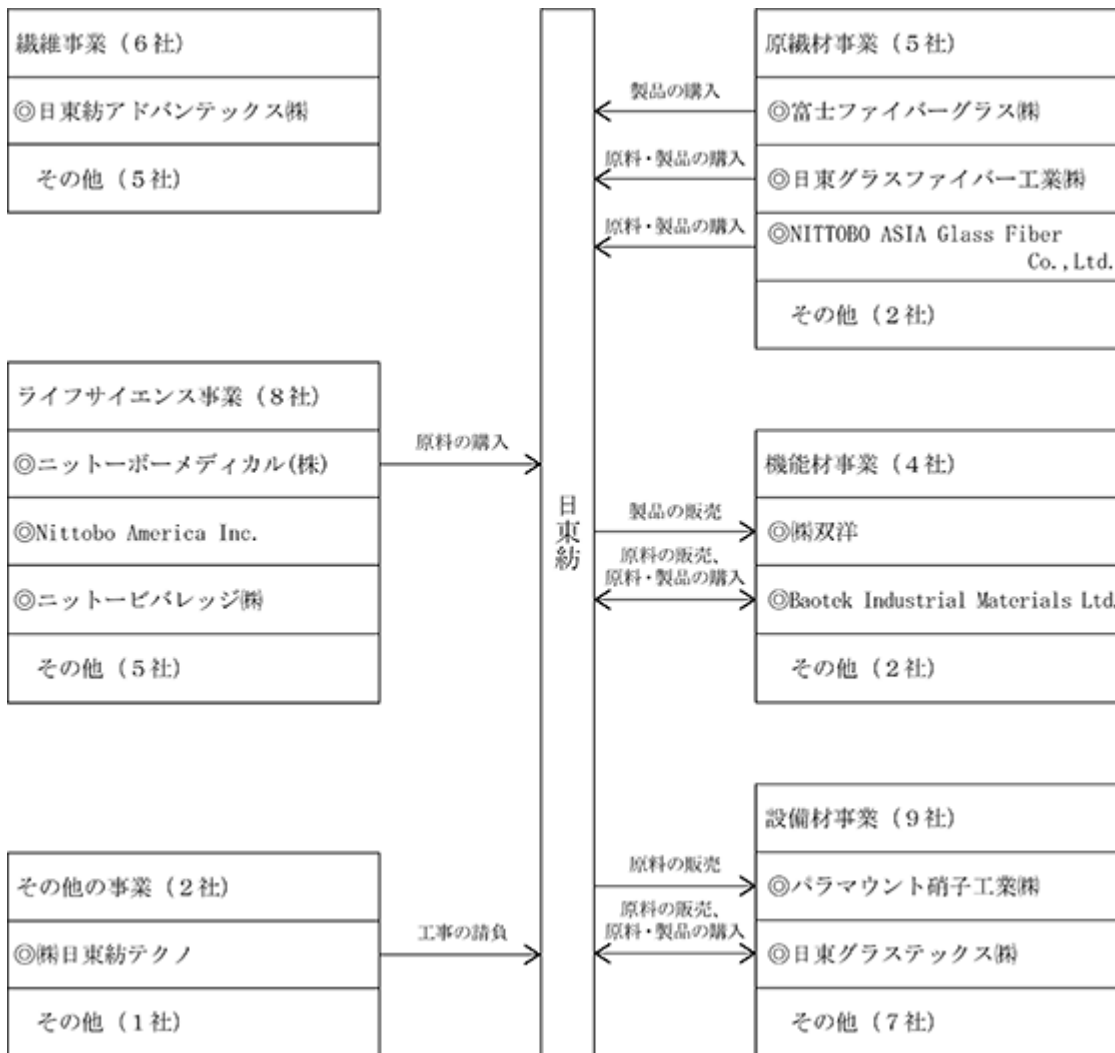 繊維事業（６社）
◎日東紡アドバンテックス㈱
その他（５社）
ライフサイエンス事業（８社）
◎ニットーボーメディカル(株)
◎Nittobo America Inc.
◎ニットービバレッジ㈱
その他（５社）
その他の事業（２社）
◎㈱日東紡テクノ
その他（１社）
原料の購入
工事の請負
日東紡
製品の購入
原料・製品の購入
原料・製品の購入
製品の販売
原料の販売、
原料・製品の購入
原料の販売
原料の販売、
原料・製品の購入
原繊材事業（５社）
◎富士ファイバーグラス㈱
◎日東グラスファイバー工業㈱
◎NITTOBO ASIA Glass Fiber
Co.,Ltd.
その他（２社）
機能材事業（４社）
◎㈱双洋
◎Baotek Industrial Materials Ltd.
その他（２社）
設備材事業（９社）
◎パラマウント硝子工業㈱
◎日東グラステックス㈱
その他（７社）